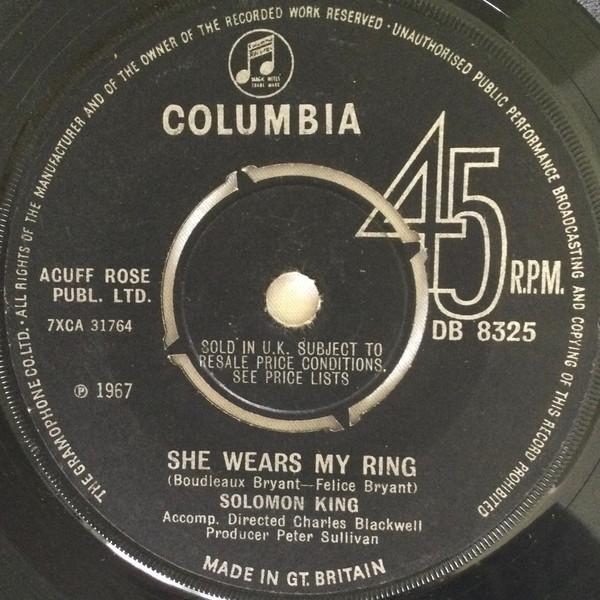 THE GRAMOPHONE CO. LTD. · ALL RIGHTS OF THE MANUFACTURER AND OF THE OWNER OF THE RECORDED WORK RESERVED · UNAUTHORISED PUBLIC PERFORMANCE BROADCASTING AND COPYING OF THIS RECORD PROHIBITED
MAGIC NOTES
TRADE MARK
COLUMBIA
45 R.P.M.
ACUFF ROSE
PUBL. LTD.
7XCA 31764
DB 8325
SOLD IN U.K. SUBJECT TO
RESALE PRICE CONDITIONS,
SEE PRICE LISTS
℗ 1967
SHE WEARS MY RING
(Boudleaux Bryant—Felice Bryant)
SOLOMON KING
Accomp. Directed Charles Blackwell
Producer Peter Sullivan
MADE IN GT. BRITAIN